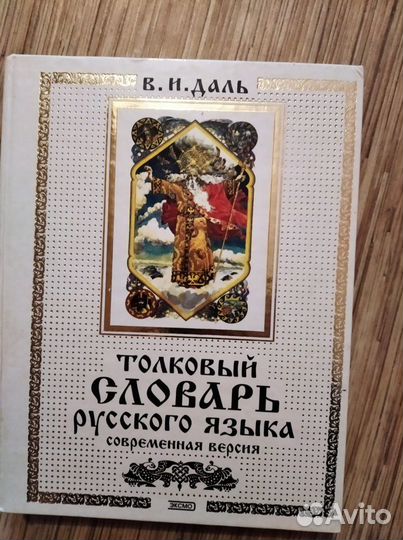 В. И. ДАЛЬ
ТОЛКОВЫЙ
СЛОВАРЬ
РУССКОГО ЯЗЫКА
СОВРЕМЕННАЯ ВЕРСИЯ
ЭКСМО
Avito